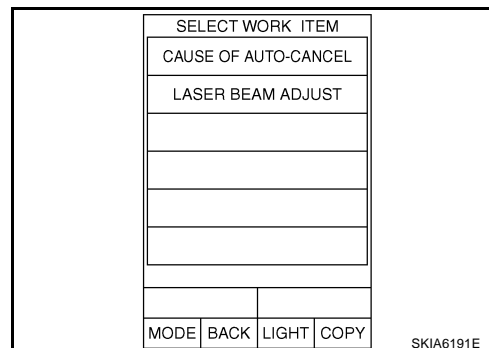 SELECT WORK ITEM
CAUSE OF AUTO-CANCEL
LASER BEAM ADJUST
MODE BACK LIGHT COPY
SKIA6191E